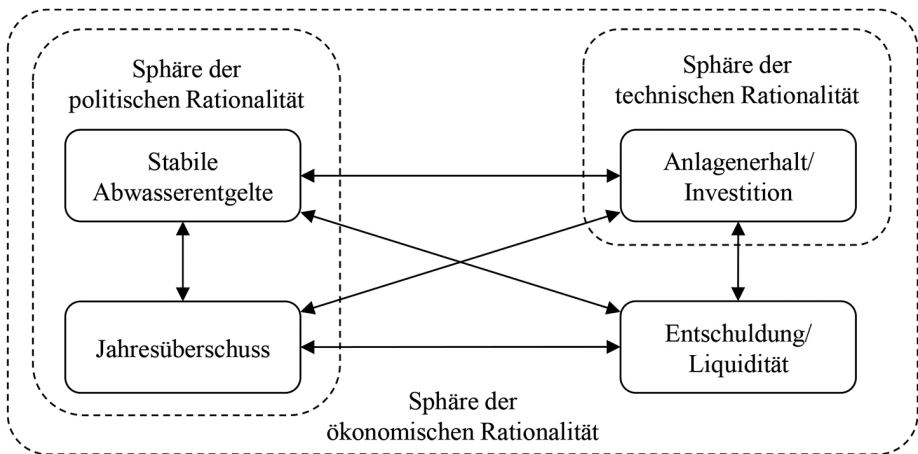 Sphäre der
politischen Rationalität
Sphäre der
technischen Rationalität
Stabile
Abwasserentgelte
Anlagenerhalt/
Investition
Jahresüberschuss
Entschuldung/
Liquidität
Sphäre der
ökonomischen Rationalität